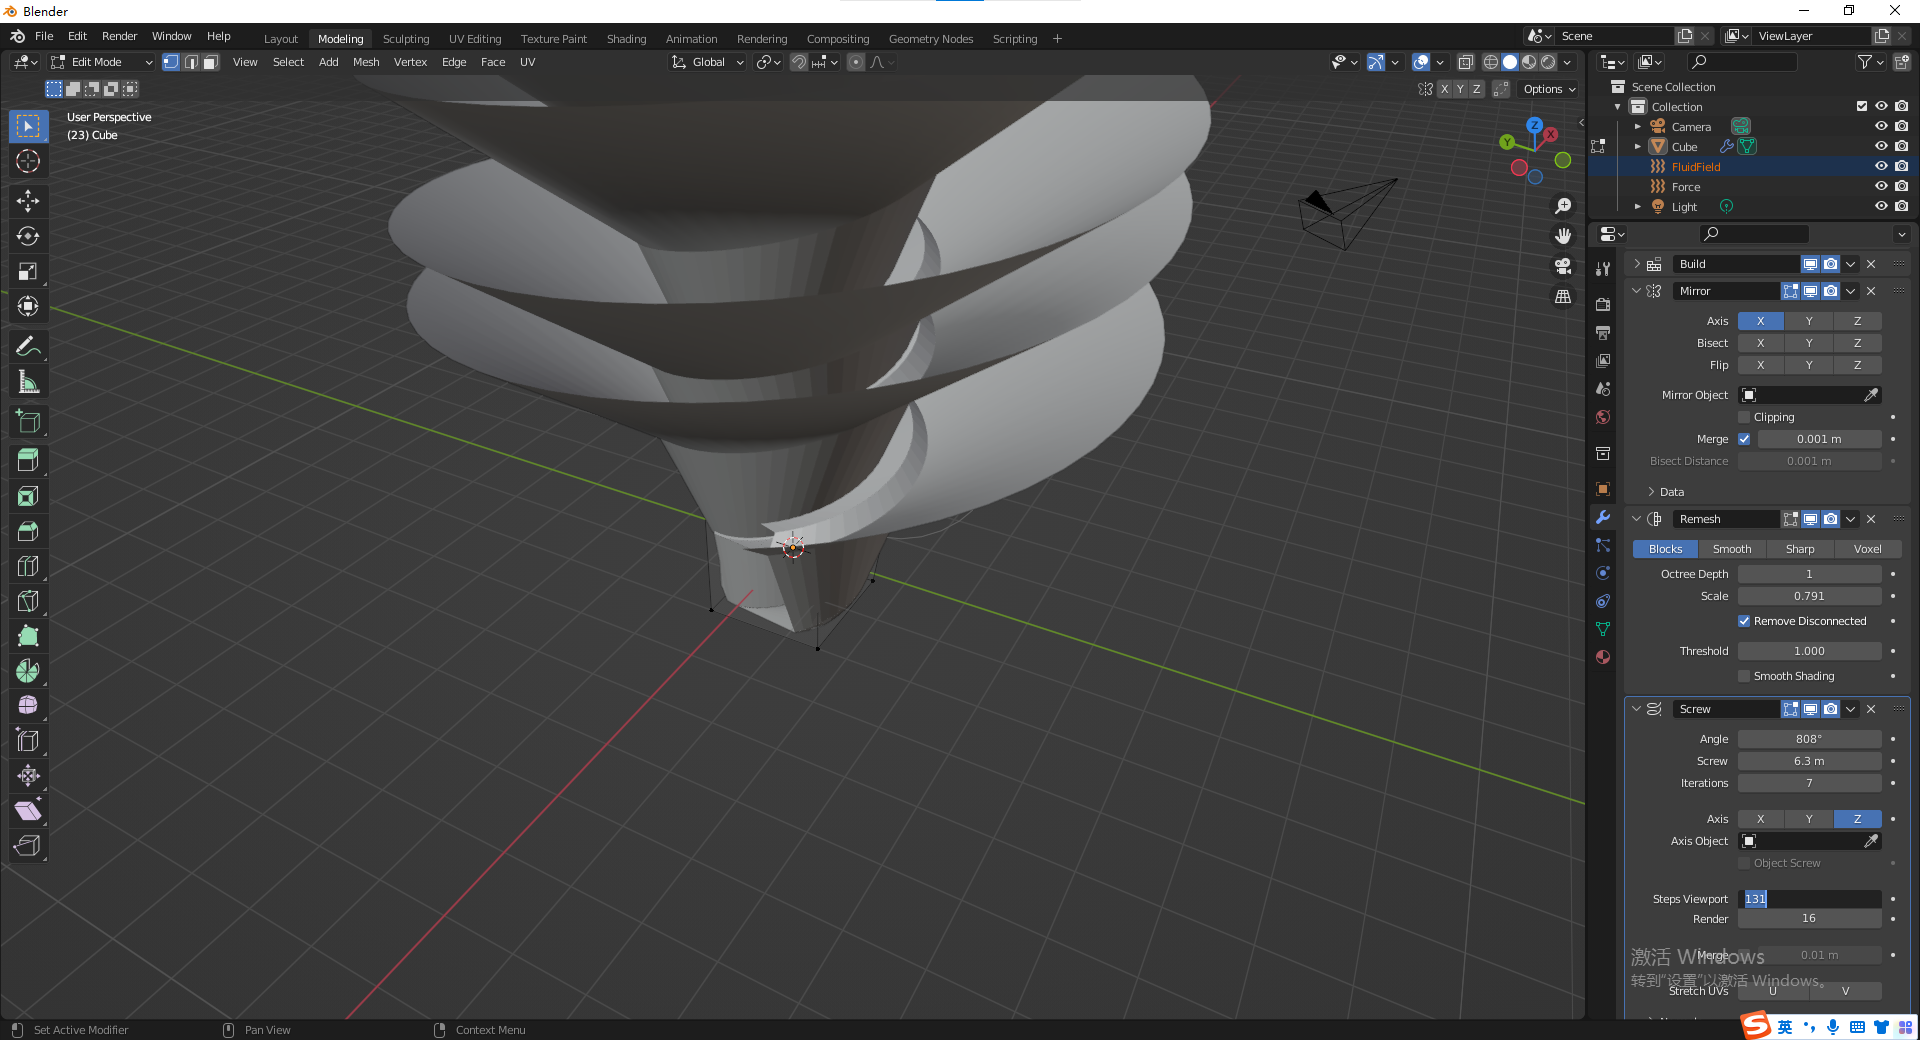 Blender
File Edit Render Window Help
Layout Modeling Sculpting UV Editing Texture Paint Shading Animation Rendering Compositing Geometry Nodes Scripting +
Scene
ViewLayer
Edit Mode
View Select Add Mesh Vertex Edge Face UV
Global
X Y Z
Options
User Perspective
(23) Cube
Z
X
Y
Scene Collection
Collection
Camera
Cube
FluidField
Force
Light
Build
Mirror
Axis X Y Z
Bisect X Y Z
Flip X Y Z
Mirror Object
Clipping
Merge 0.001 m
Bisect Distance 0.001 m
Data
Remesh
Blocks Smooth Sharp Voxel
Octree Depth 1
Scale 0.791
Remove Disconnected
Threshold 1.000
Smooth Shading
Screw
Angle 808°
Screw 6.3 m
Iterations 7
Axis X Y Z
Axis Object
Object Screw
Steps Viewport 131
Render 16
Merge 0.01 m
激活 Windows
转到"设置"以激活 Windows。
Stretch UVs U V
Set Active Modifier
Pan View
Context Menu
S 英